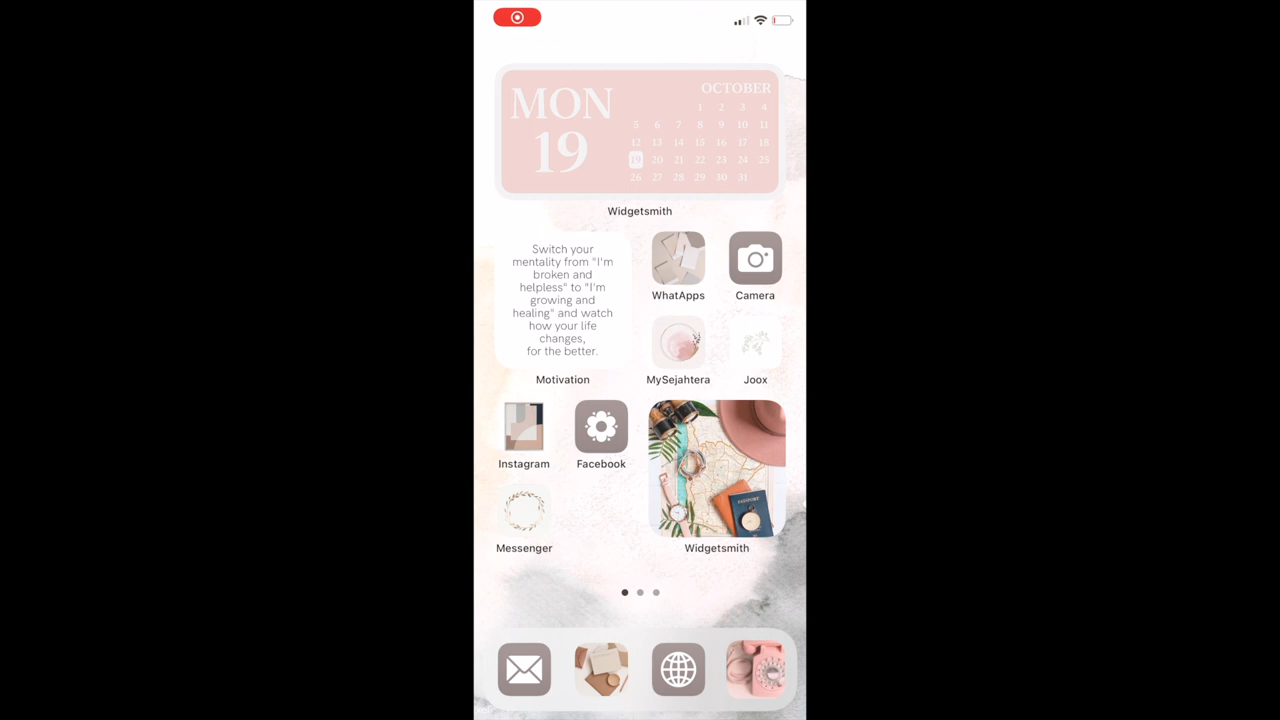 OCTOBER
MON
19
1 2 3 4
5 6 7 8 9 10 11
12 13 14 15 16 17 18
19 20 21 22 23 24 25
26 27 28 29 30 31
Widgetsmith
Switch your
mentality from "I'm
broken and
helpless" to "I'm
growing and
healing" and watch
how your life
changes,
for the better.
Motivation
WhatApps
Camera
MySejahtera
Joox
Instagram
Facebook
PASSPORT
Messenger
Widgetsmith